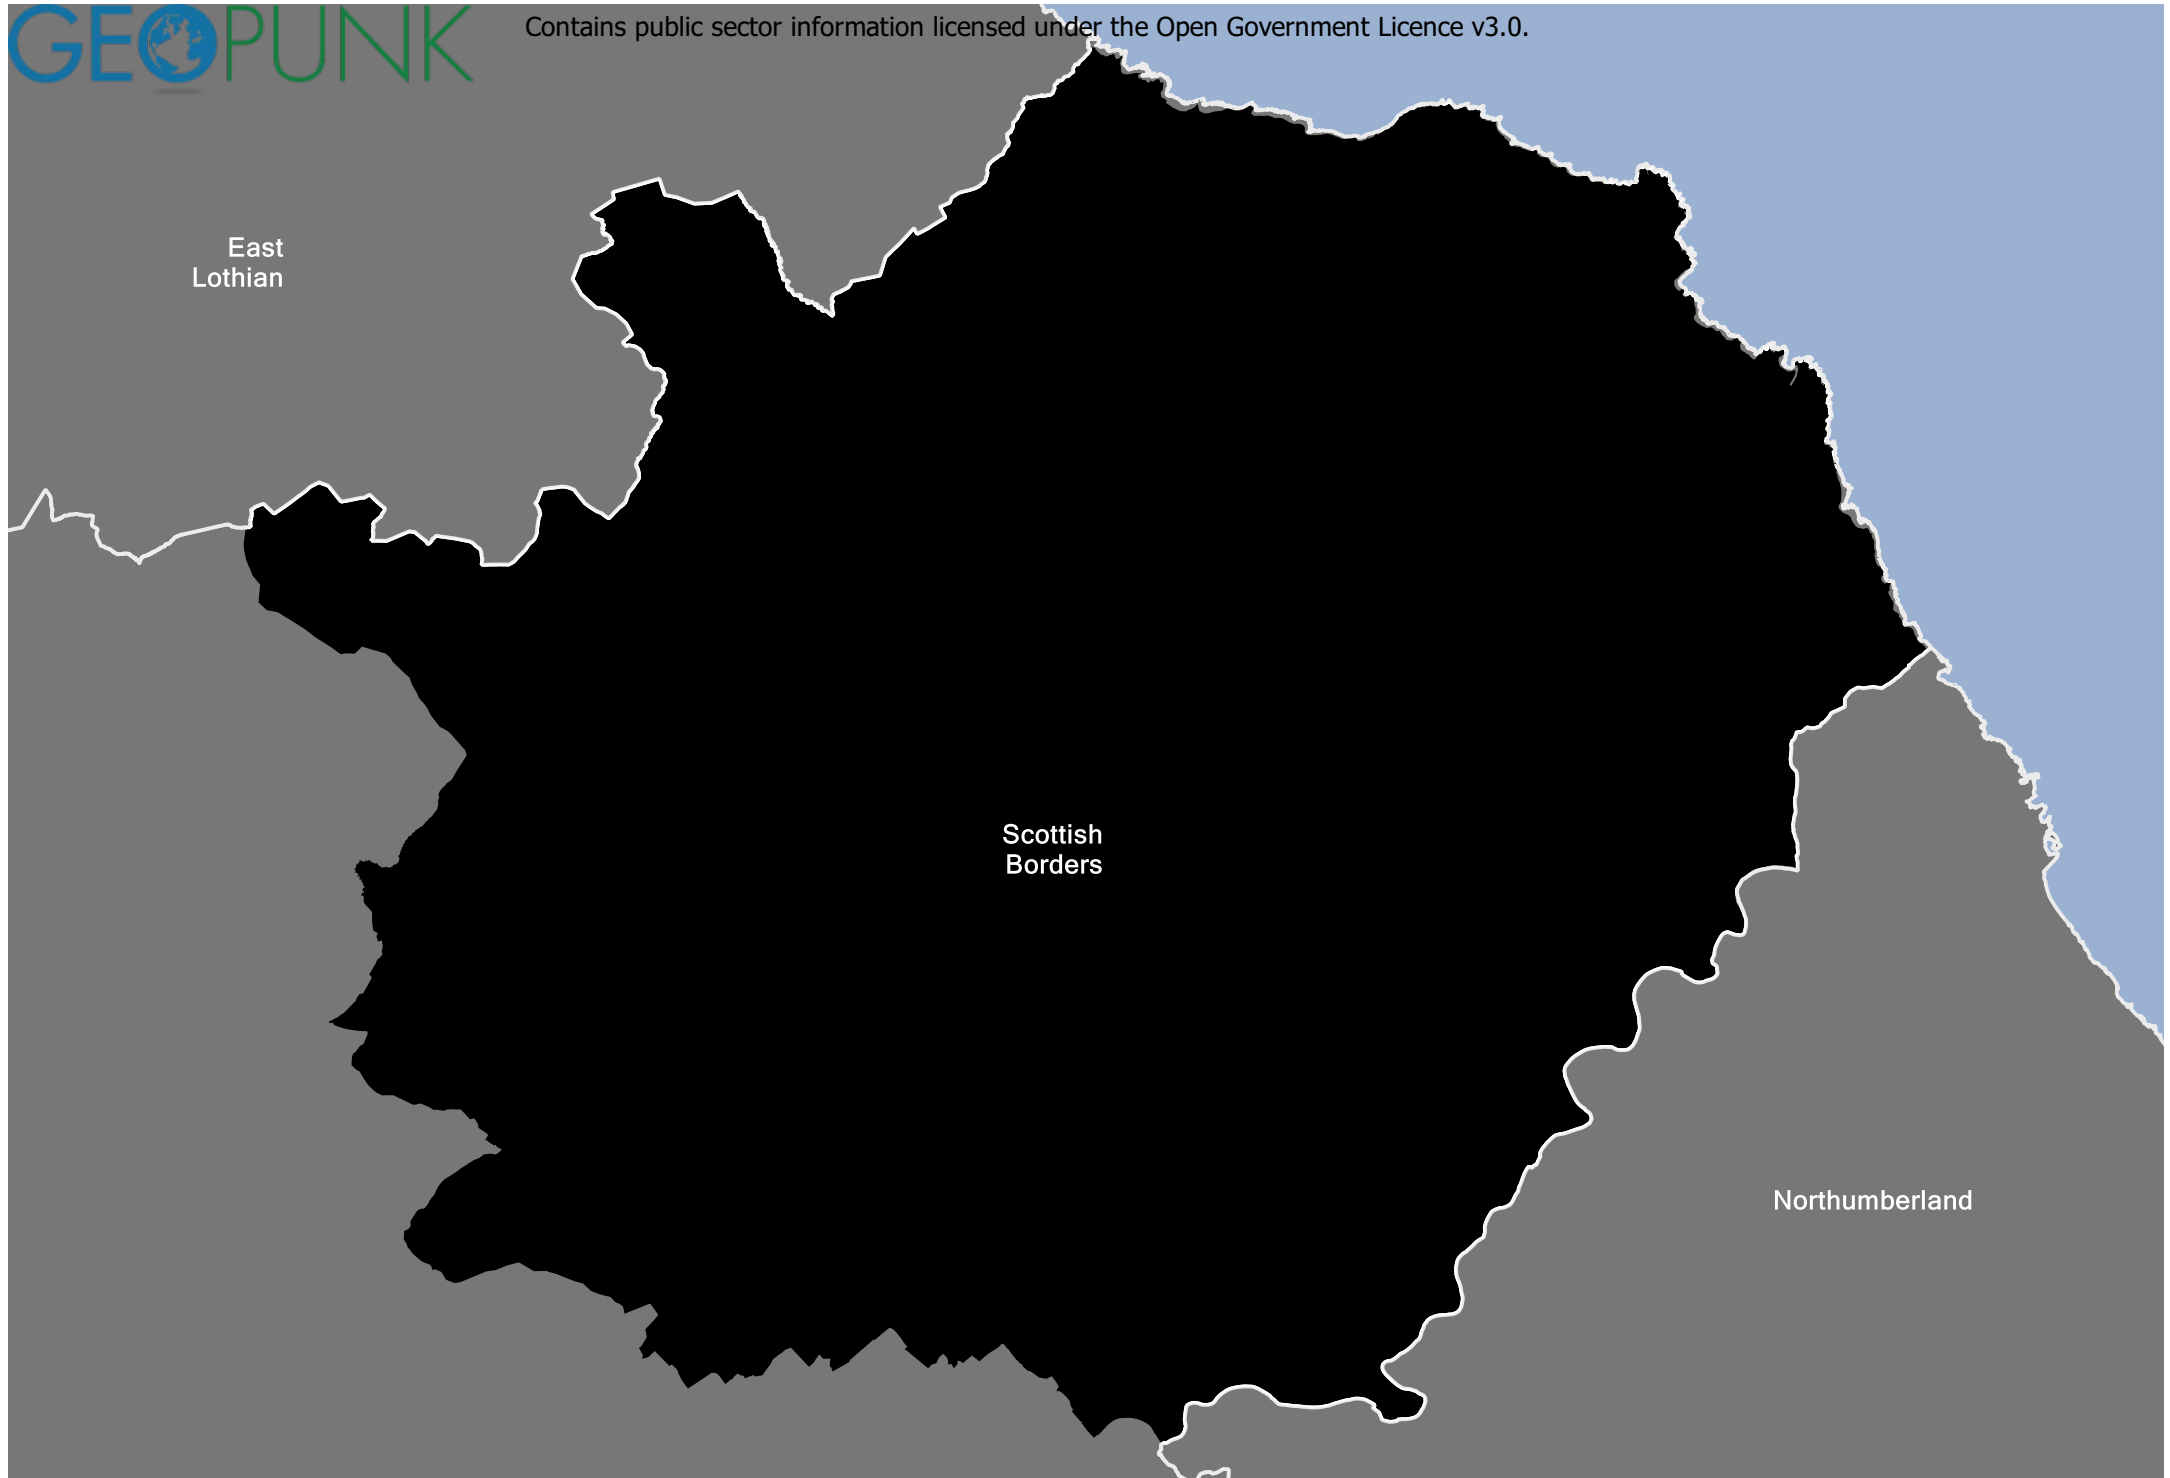 GEOPUNK
Contains public sector information licensed under the Open Government Licence v3.0.
East
Lothian
Scottish
Borders
Northumberland